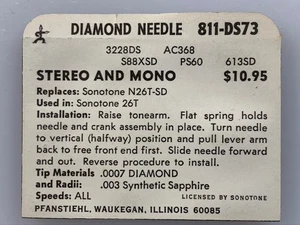 DIAMOND NEEDLE 811-DS73
3228DS AC368
S88XSD PS60 613SD
STEREO AND MONO $10.95
Replaces: Sonotone N26T-SD
Used in: Sonotone 26T
Installation: Raise tonearm. Flat spring holds
needle and crank assembly in place. Turn needle
to vertical (halfway) position and pull lever arm
back to free front end first. Slide needle forward
and out. Reverse procedure to install.
Tip Materials .0007 DIAMOND
and Radii: .003 Synthetic Sapphire
Speeds: ALL LICENSED BY SONOTONE
PFANSTIEHL, WAUKEGAN, ILLINOIS 60085